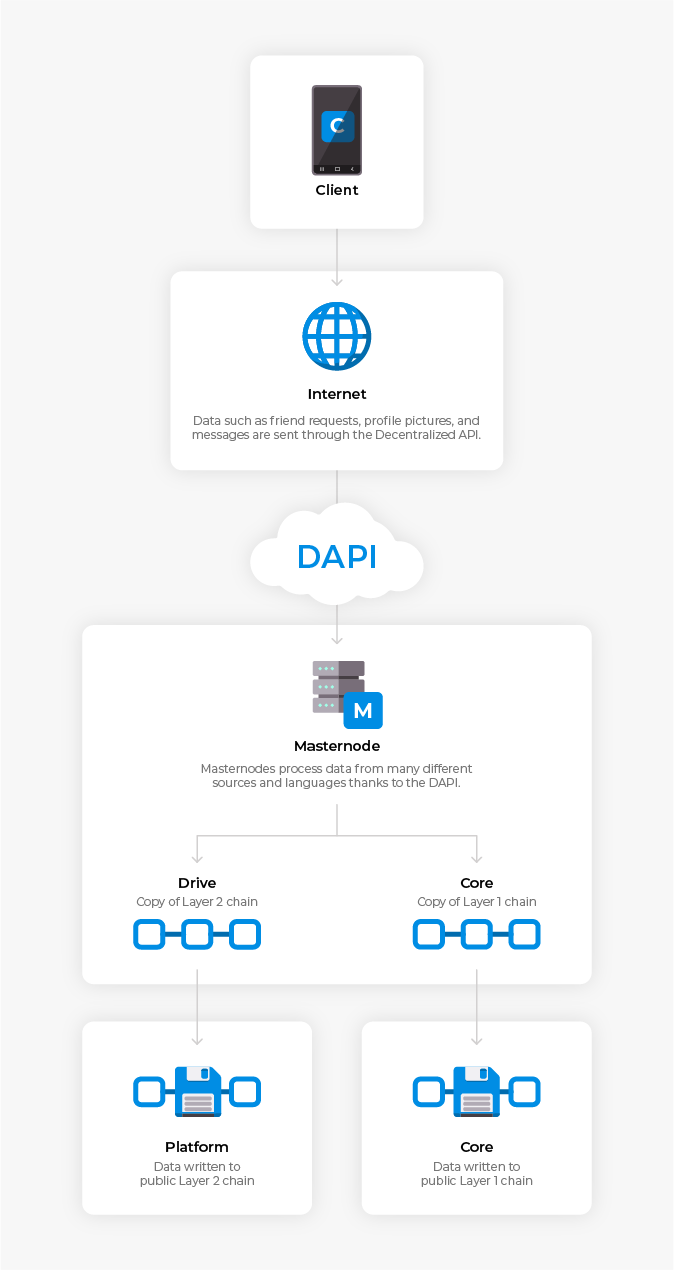 C
Client
Internet
Data such as friend requests, profile pictures, and
messages are sent through the Decentralized API.
DAPI
M
Masternode
Masternodes process data from many different
sources and languages thanks to the DAPI.
Drive
Copy of Layer 2 chain
Core
Copy of Layer 1 chain
Platform
Data written to
public Layer 2 chain
Core
Data written to
public Layer 1 chain